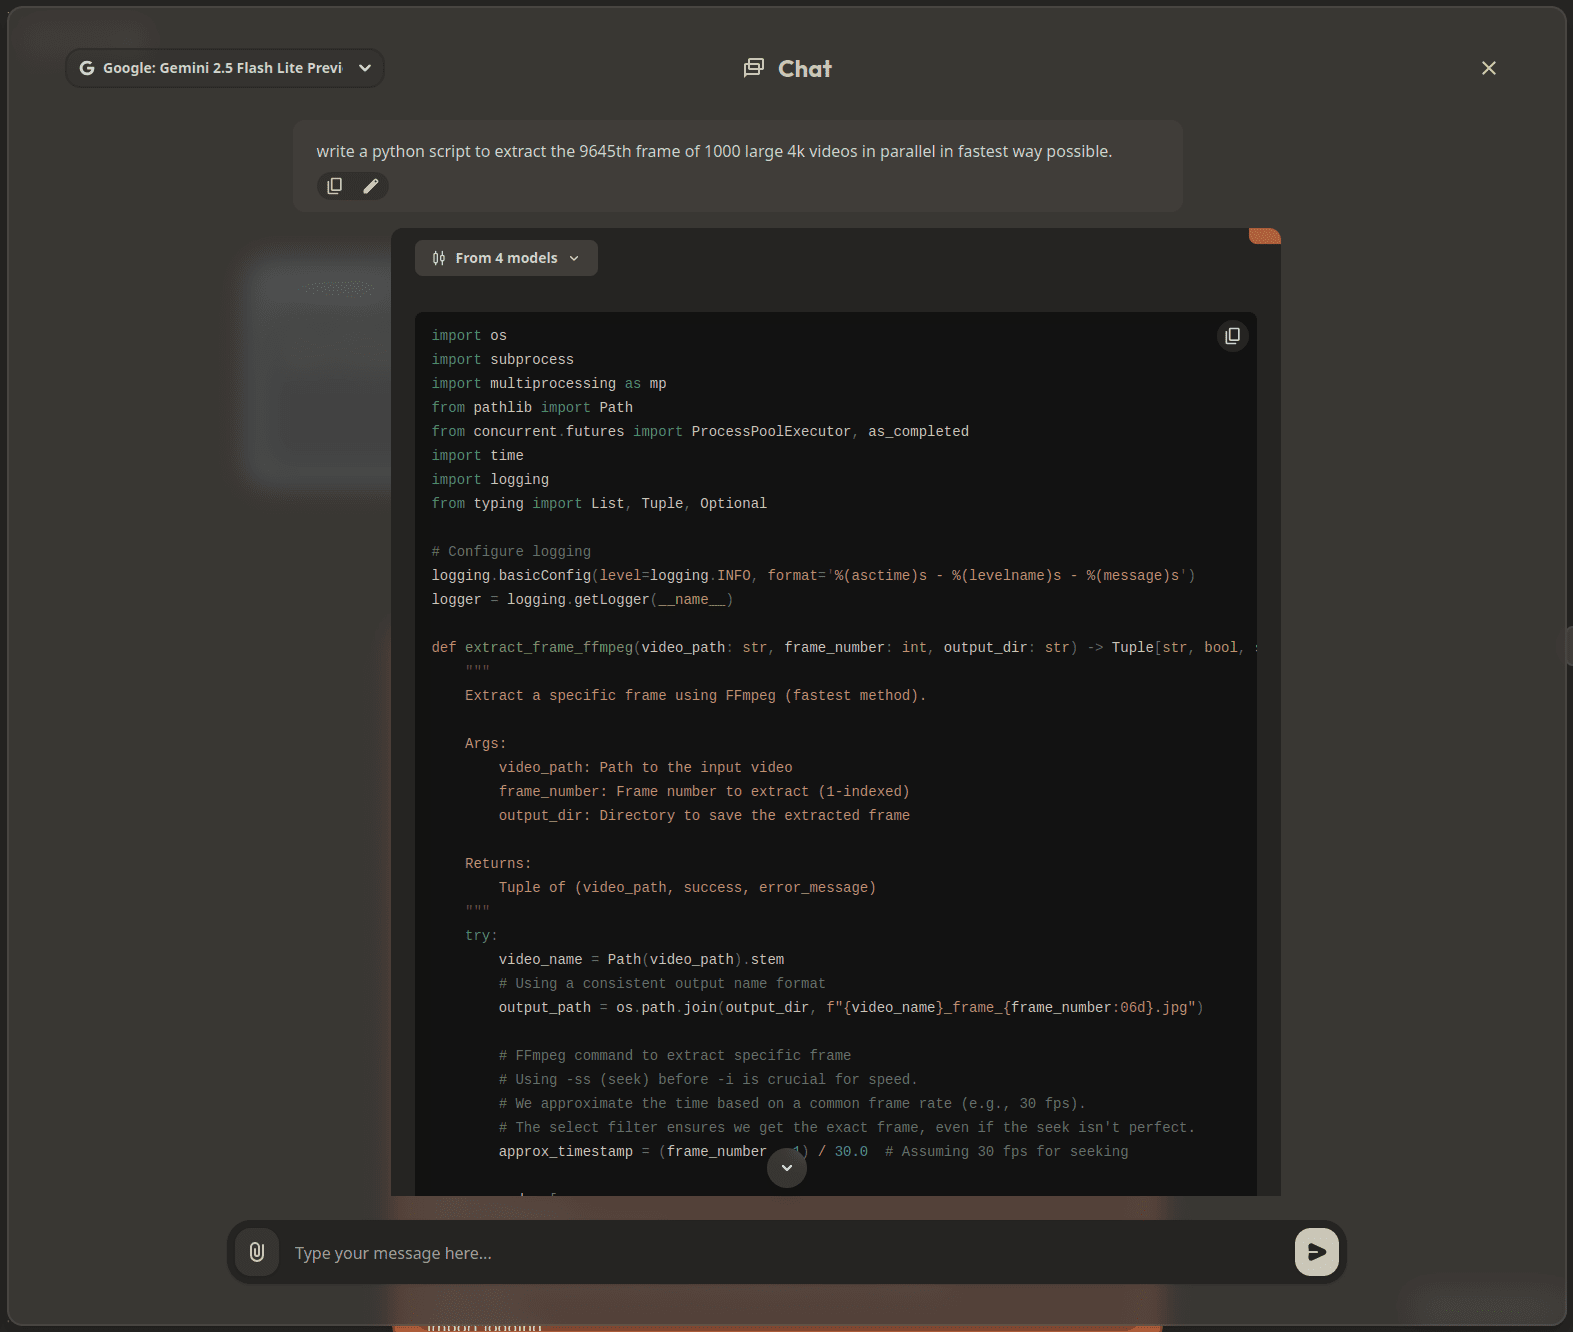 Google: Gemini 2.5 Flash Lite Previ
Chat
write a python script to extract the 9645th frame of 1000 large 4k videos in parallel in fastest way possible.
From 4 models
import os
import subprocess
import multiprocessing as mp
from pathlib import Path
from concurrent.futures import ProcessPoolExecutor, as_completed
import time
import logging
from typing import List, Tuple, Optional
# Configure logging
logging.basicConfig(level=logging.INFO, format='%(asctime)s - %(levelname)s - %(message)s')
logger = logging.getLogger(__name__)
def extract_frame_ffmpeg(video_path: str, frame_number: int, output_dir: str) -> Tuple[str, bool,
"""
Extract a specific frame using FFmpeg (fastest method).
Args:
video_path: Path to the input video
frame_number: Frame number to extract (1-indexed)
output_dir: Directory to save the extracted frame
Returns:
Tuple of (video_path, success, error_message)
"""
try:
video_name = Path(video_path).stem
# Using a consistent output name format
output_path = os.path.join(output_dir, f"{video_name}_frame_{frame_number:06d}.jpg")
# FFmpeg command to extract specific frame
# Using -ss (seek) before -i is crucial for speed.
# We approximate the time based on a common frame rate (e.g., 30 fps).
# The select filter ensures we get the exact frame, even if the seek isn't perfect.
approx_timestamp = (frame_number 1) / 30.0 # Assuming 30 fps for seeking
Type your message here...
import logging